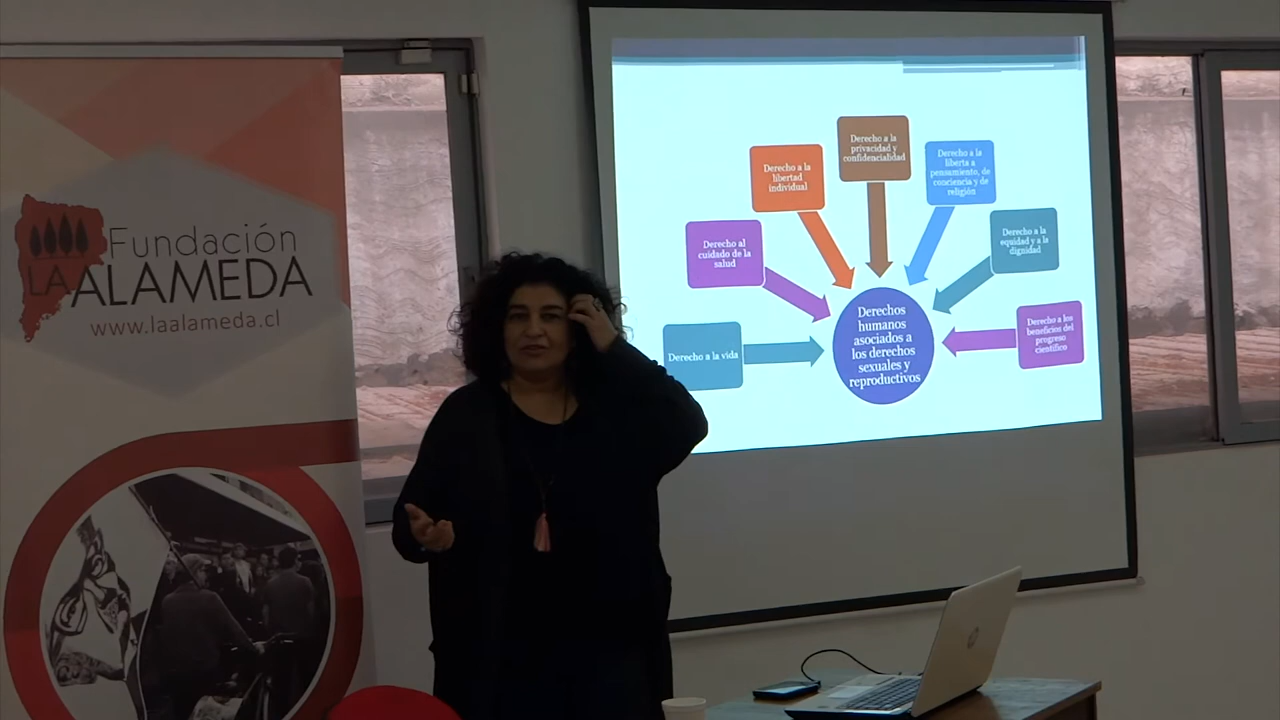 Fundación
LA ALAMEDA
www.laalameda.cl
Derecho a la vida
Derecho al
cuidado de la
salud
Derecho a la
libertad
individual
Derecho a la
privacidad y
confidencialidad
Derecho a la
liberta a
pensamiento, de
conciencia y de
religión
Derecho a la
equidad y a la
dignidad
Derecho a los
beneficios del
progreso
científico
Derechos
humanos
asociados a
los derechos
sexuales y
reproductivos
hp